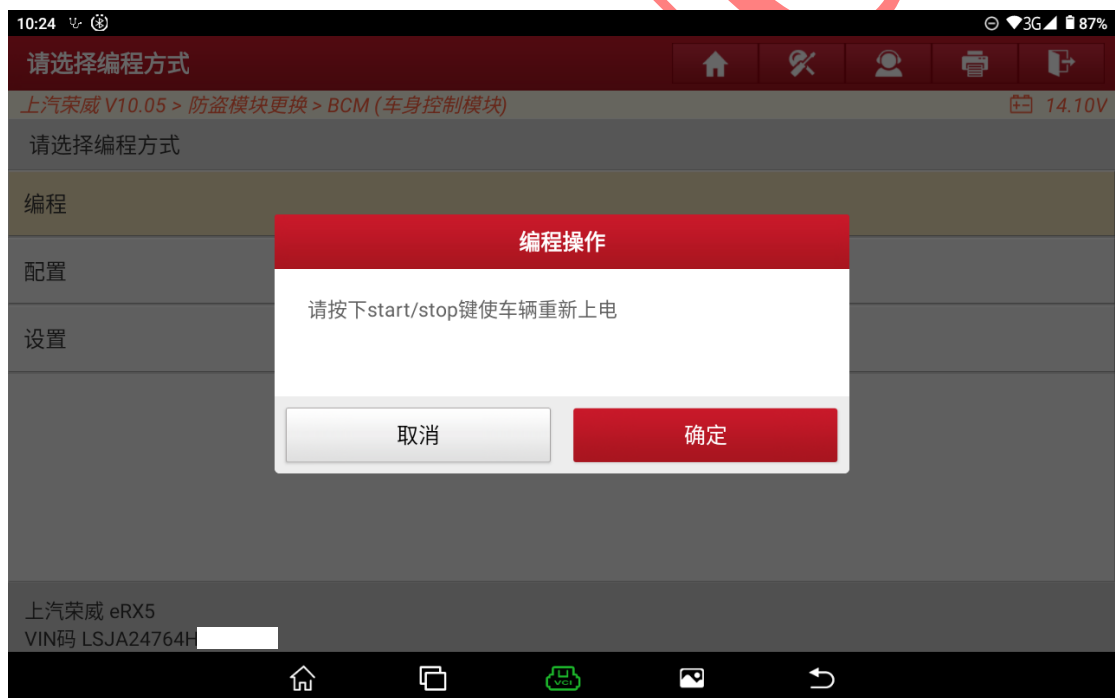 10:24 3G 87%
请选择编程方式
上汽荣威 V10.05 > 防盗模块更换 > BCM (车身控制模块) 14.10V
请选择编程方式
编程
编程操作
配置
请按下start/stop键使车辆重新上电
设置
取消 确定
上汽荣威 eRX5
VIN码 LSJA24764H
VCI